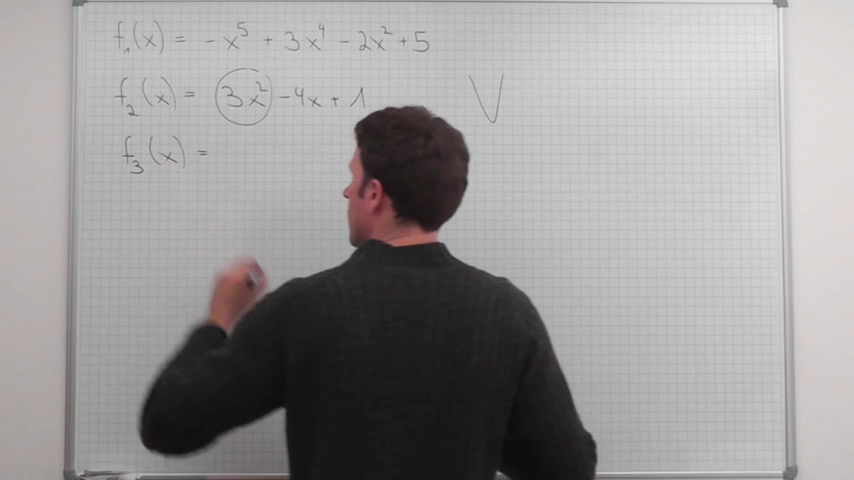 f₁(x) = -x⁵ + 3x⁴ - 2x² + 5
f₂(x) = 3x² - 4x + 1
f₃(x) =